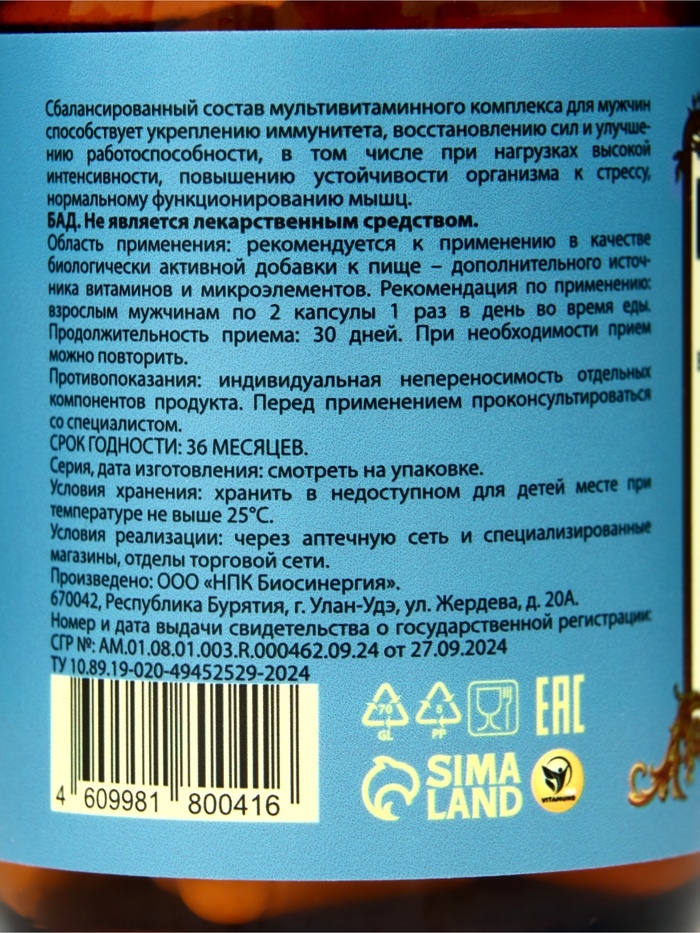 Сбалансированный состав мультивитаминного комплекса для мужчин
способствует укреплению иммунитета, восстановлению сил и улучше-
нию работоспособности, в том числе при нагрузках высокой
интенсивности, повышению устойчивости организма к стрессу,
нормальному функционированию мышц.
БАД. Не является лекарственным средством.
Область применения: рекомендуется к применению в качестве
биологически активной добавки к пище – дополнительного источ-
ника витаминов и микроэлементов. Рекомендация по применению:
взрослым мужчинам по 2 капсулы 1 раз в день во время еды.
Продолжительность приема: 30 дней. При необходимости прием
можно повторить.
Противопоказания: индивидуальная непереносимость отдельных
компонентов продукта. Перед применением проконсультироваться
со специалистом.
СРОК ГОДНОСТИ: 36 МЕСЯЦЕВ.
Серия, дата изготовления: смотреть на упаковке.
Условия хранения: хранить в недоступном для детей месте при
температуре не выше 25°С.
Условия реализации: через аптечную сеть и специализированные
магазины, отделы торговой сети.
Произведено: ООО «НПК Биосинергия».
670042, Республика Бурятия, г. Улан-Удэ, ул. Жердева, д. 20А.
Номер и дата выдачи свидетельства о государственной регистрации:
СГР №: AM.01.08.01.003.R.000462.09.24 от 27.09.2024
ТУ 10.89.19-020-49452529-2024
4 609981 800416
70 GL
5 PP
EAC
SIMA LAND
VITAMUNO